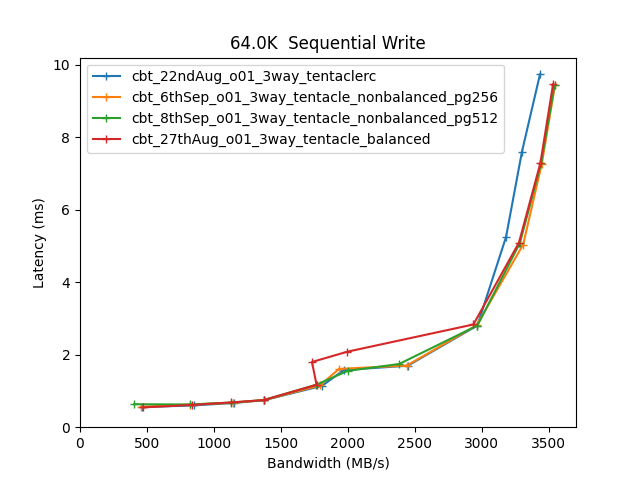 64.0K  Sequential Write
cbt_22ndAug_o01_3way_tentaclerc
cbt_6thSep_o01_3way_tentacle_nonbalanced_pg256
cbt_8thSep_o01_3way_tentacle_nonbalanced_pg512
cbt_27thAug_o01_3way_tentacle_balanced
Latency (ms)
10
8
6
4
2
0
0 500 1000 1500 2000 2500 3000 3500
Bandwidth (MB/s)